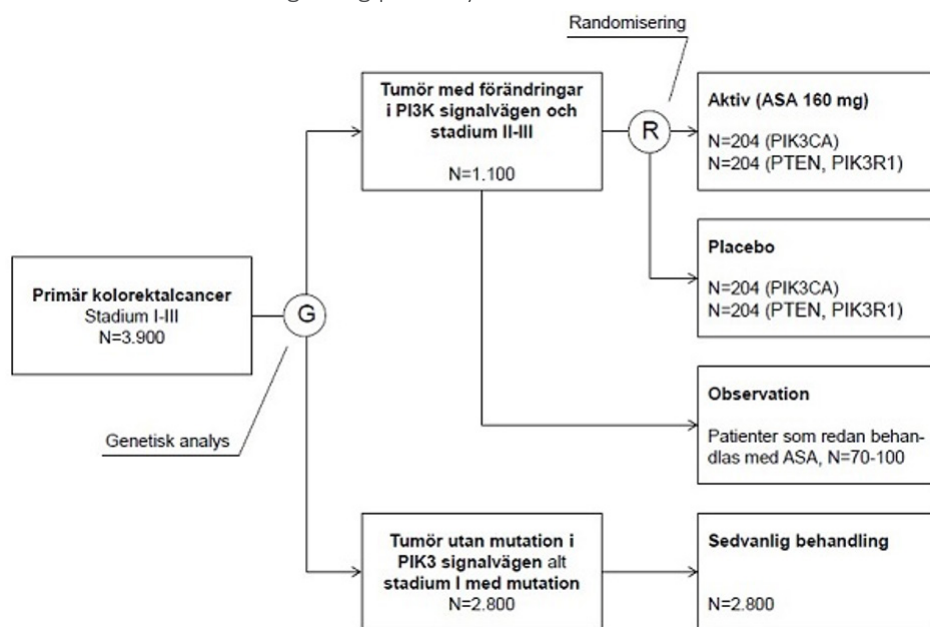 Randomisering
Tumör med förändringar
i PI3K signalvägen och
stadium II-III
N=1.100
R
Aktiv (ASA 160 mg)
N=204 (PIK3CA)
N=204 (PTEN, PIK3R1)
Placebo
N=204 (PIK3CA)
N=204 (PTEN, PIK3R1)
Primär kolorektalcancer
Stadium I-III
N=3.900
G
Genetisk analys
Observation
Patienter som redan behan-
dlas med ASA, N=70-100
Tumör utan mutation i
PIK3 signalvägen alt
stadium I med mutation
N=2.800
Sedvanlig behandling
N=2.800